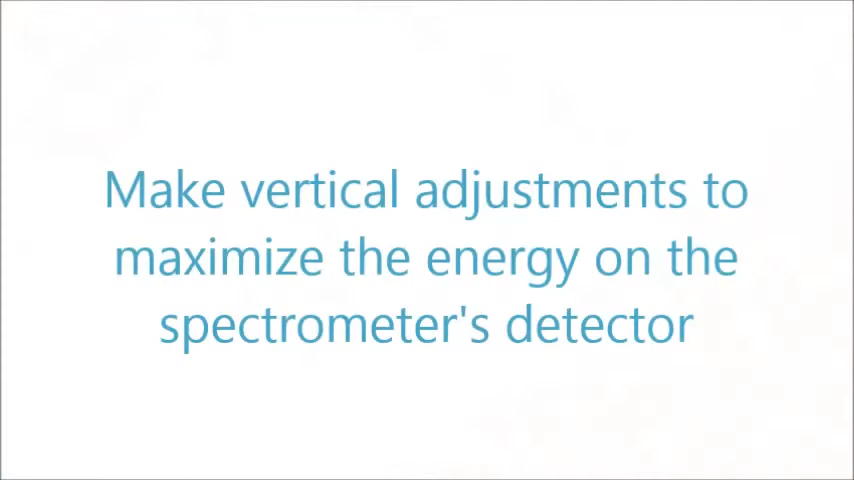 Make vertical adjustments to
maximize the energy on the
spectrometer's detector